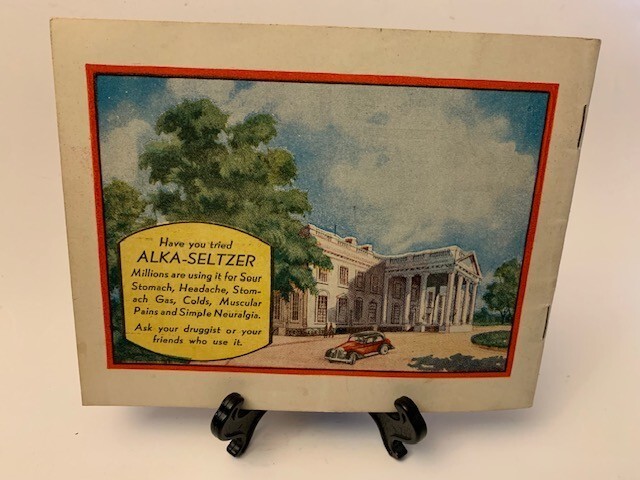 Have you tried
ALKA-SELTZER
Millions are using it for Sour
Stomach, Headache, Stom-
ach Gas, Colds, Muscular
Pains and Simple Neuralgia.
Ask your druggist or your
friends who use it.